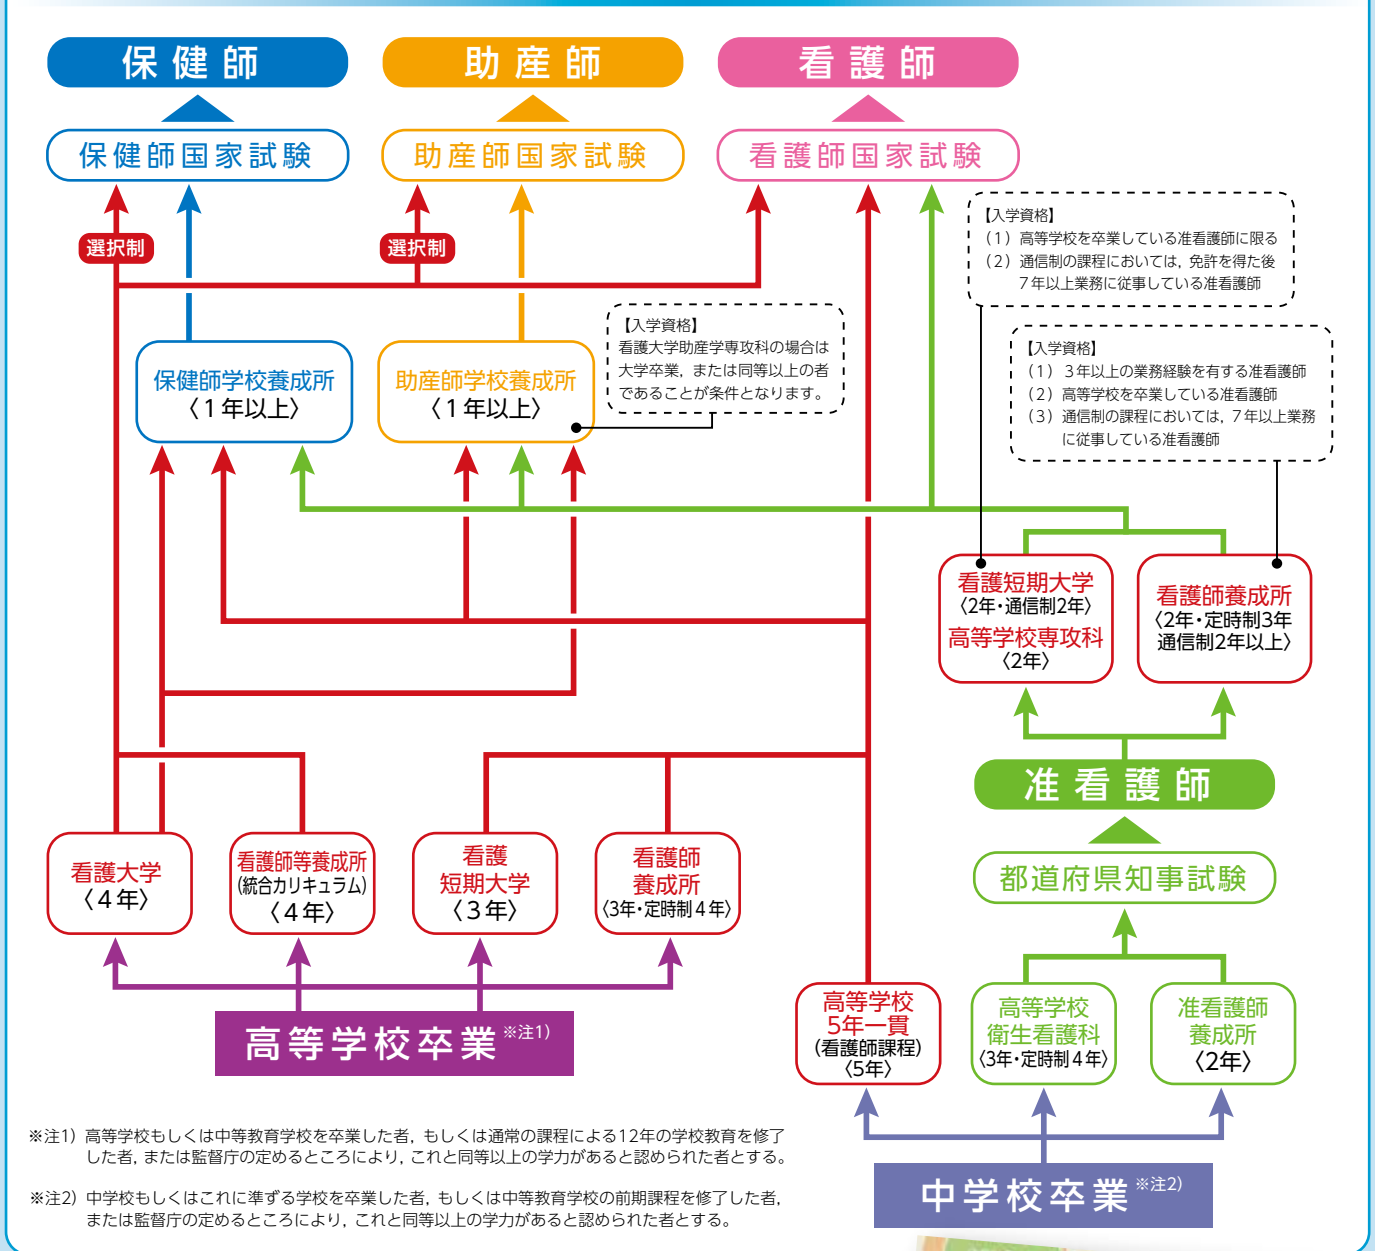 保健師
助産師
看護師
保健師国家試験
助産師国家試験
看護師国家試験
選択制
選択制
【入学資格】
（1）高等学校を卒業している准看護師に限る
（2）通信制の課程においては，免許を得た後
7年以上業務に従事している准看護師
【入学資格】
看護大学助産学専攻科の場合は
大学卒業，または同等以上の者
であることが条件となります。
【入学資格】
（1）3年以上の業務経験を有する准看護師
（2）高等学校を卒業している准看護師
（3）通信制の課程においては，7年以上業務
に従事している准看護師
保健師学校養成所
〈1年以上〉
助産師学校養成所
〈1年以上〉
看護短期大学
〈2年・通信制2年〉
高等学校専攻科
〈2年〉
看護師養成所
〈2年・定時制3年
通信制2年以上〉
准看護師
都道府県知事試験
看護大学
〈4年〉
看護師等養成所
(統合カリキュラム)
〈4年〉
看護
短期大学
〈3年〉
看護師
養成所
〈3年・定時制4年〉
高等学校
5年一貫
(看護師課程)
〈5年〉
高等学校
衛生看護科
〈3年・定時制4年〉
准看護師
養成所
〈2年〉
高等学校卒業※注1)
中学校卒業※注2)
※注1）高等学校もしくは中等教育学校を卒業した者，もしくは通常の課程による12年の学校教育を修了
した者，または監督庁の定めるところにより，これと同等以上の学力があると認められた者とする。
※注2）中学校もしくはこれに準ずる学校を卒業した者，もしくは中等教育学校の前期課程を修了した者，
または監督庁の定めるところにより，これと同等以上の学力があると認められた者とする。